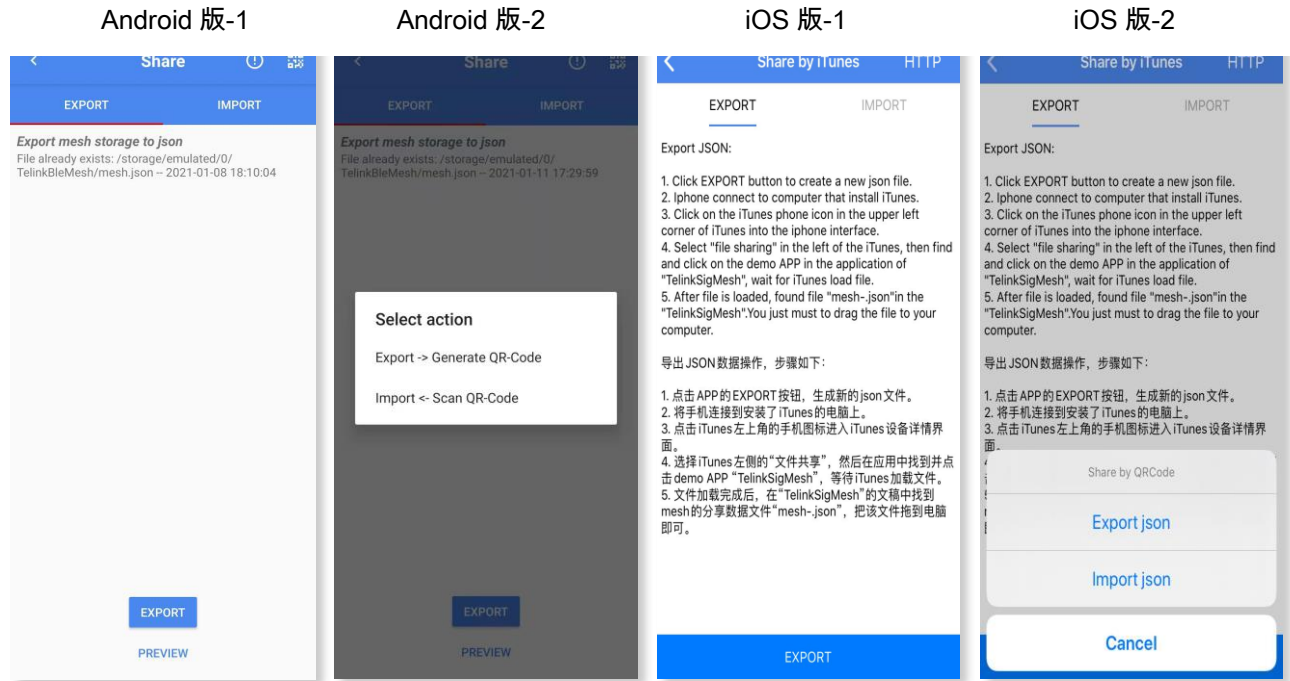 Android 版-1
Android 版-2
iOS 版-1
iOS 版-2
Share
EXPORT
IMPORT
Export mesh storage to json
File already exists: /storage/emulated/0/
TelinkBleMesh/mesh.json -- 2021-01-08 18:10:04
EXPORT
PREVIEW
Share
EXPORT
IMPORT
Export mesh storage to json
File already exists: /storage/emulated/0/
TelinkBleMesh/mesh.json -- 2021-01-11 17:29:59
Select action
Export -> Generate QR-Code
Import <- Scan QR-Code
EXPORT
PREVIEW
Share by iTunes
HTTP
EXPORT
IMPORT
Export JSON:
1. Click EXPORT button to create a new json file.
2. Iphone connect to computer that install iTunes.
3. Click on the iTunes phone icon in the upper left
corner of iTunes into the iphone interface.
4. Select "file sharing" in the left of the iTunes, then find
and click on the demo APP in the application of
"TelinkSigMesh", wait for iTunes load file.
5. After file is loaded, found file "mesh-.json"in the
"TelinkSigMesh".You just must to drag the file to your
computer.
导出JSON数据操作，步骤如下：
1. 点击APP的EXPORT按钮，生成新的json文件。
2. 将手机连接到安装了iTunes的电脑上。
3. 点击iTunes左上角的手机图标进入iTunes设备详情界
面。
4. 选择iTunes左侧的“文件共享”，然后在应用中找到并点
击demo APP “TelinkSigMesh”，等待iTunes加载文件。
5. 文件加载完成后，在“TelinkSigMesh”的文稿中找到
mesh的分享数据文件“mesh-.json”，把该文件拖到电脑
即可。
EXPORT
Share by iTunes
HTTP
EXPORT
IMPORT
Export JSON:
1. Click EXPORT button to create a new json file.
2. Iphone connect to computer that install iTunes.
3. Click on the iTunes phone icon in the upper left
corner of iTunes into the iphone interface.
4. Select "file sharing" in the left of the iTunes, then find
and click on the demo APP in the application of
"TelinkSigMesh", wait for iTunes load file.
5. After file is loaded, found file "mesh-.json"in the
"TelinkSigMesh".You just must to drag the file to your
computer.
导出JSON数据操作，步骤如下：
1. 点击APP的EXPORT按钮，生成新的json文件。
2. 将手机连接到安装了iTunes的电脑上。
3. 点击iTunes左上角的手机图标进入iTunes设备详情界
面。
Share by QRCode
Export json
Import json
Cancel